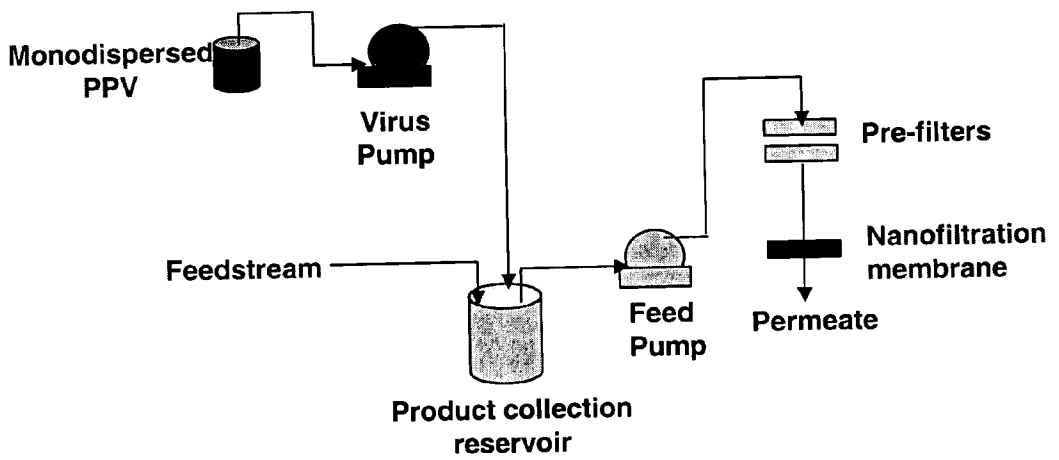 Monodispersed
PPV
Virus
Pump
Pre-filters
Nanofiltration
membrane
Feedstream
Feed
Pump
Permeate
Product collection
reservoir